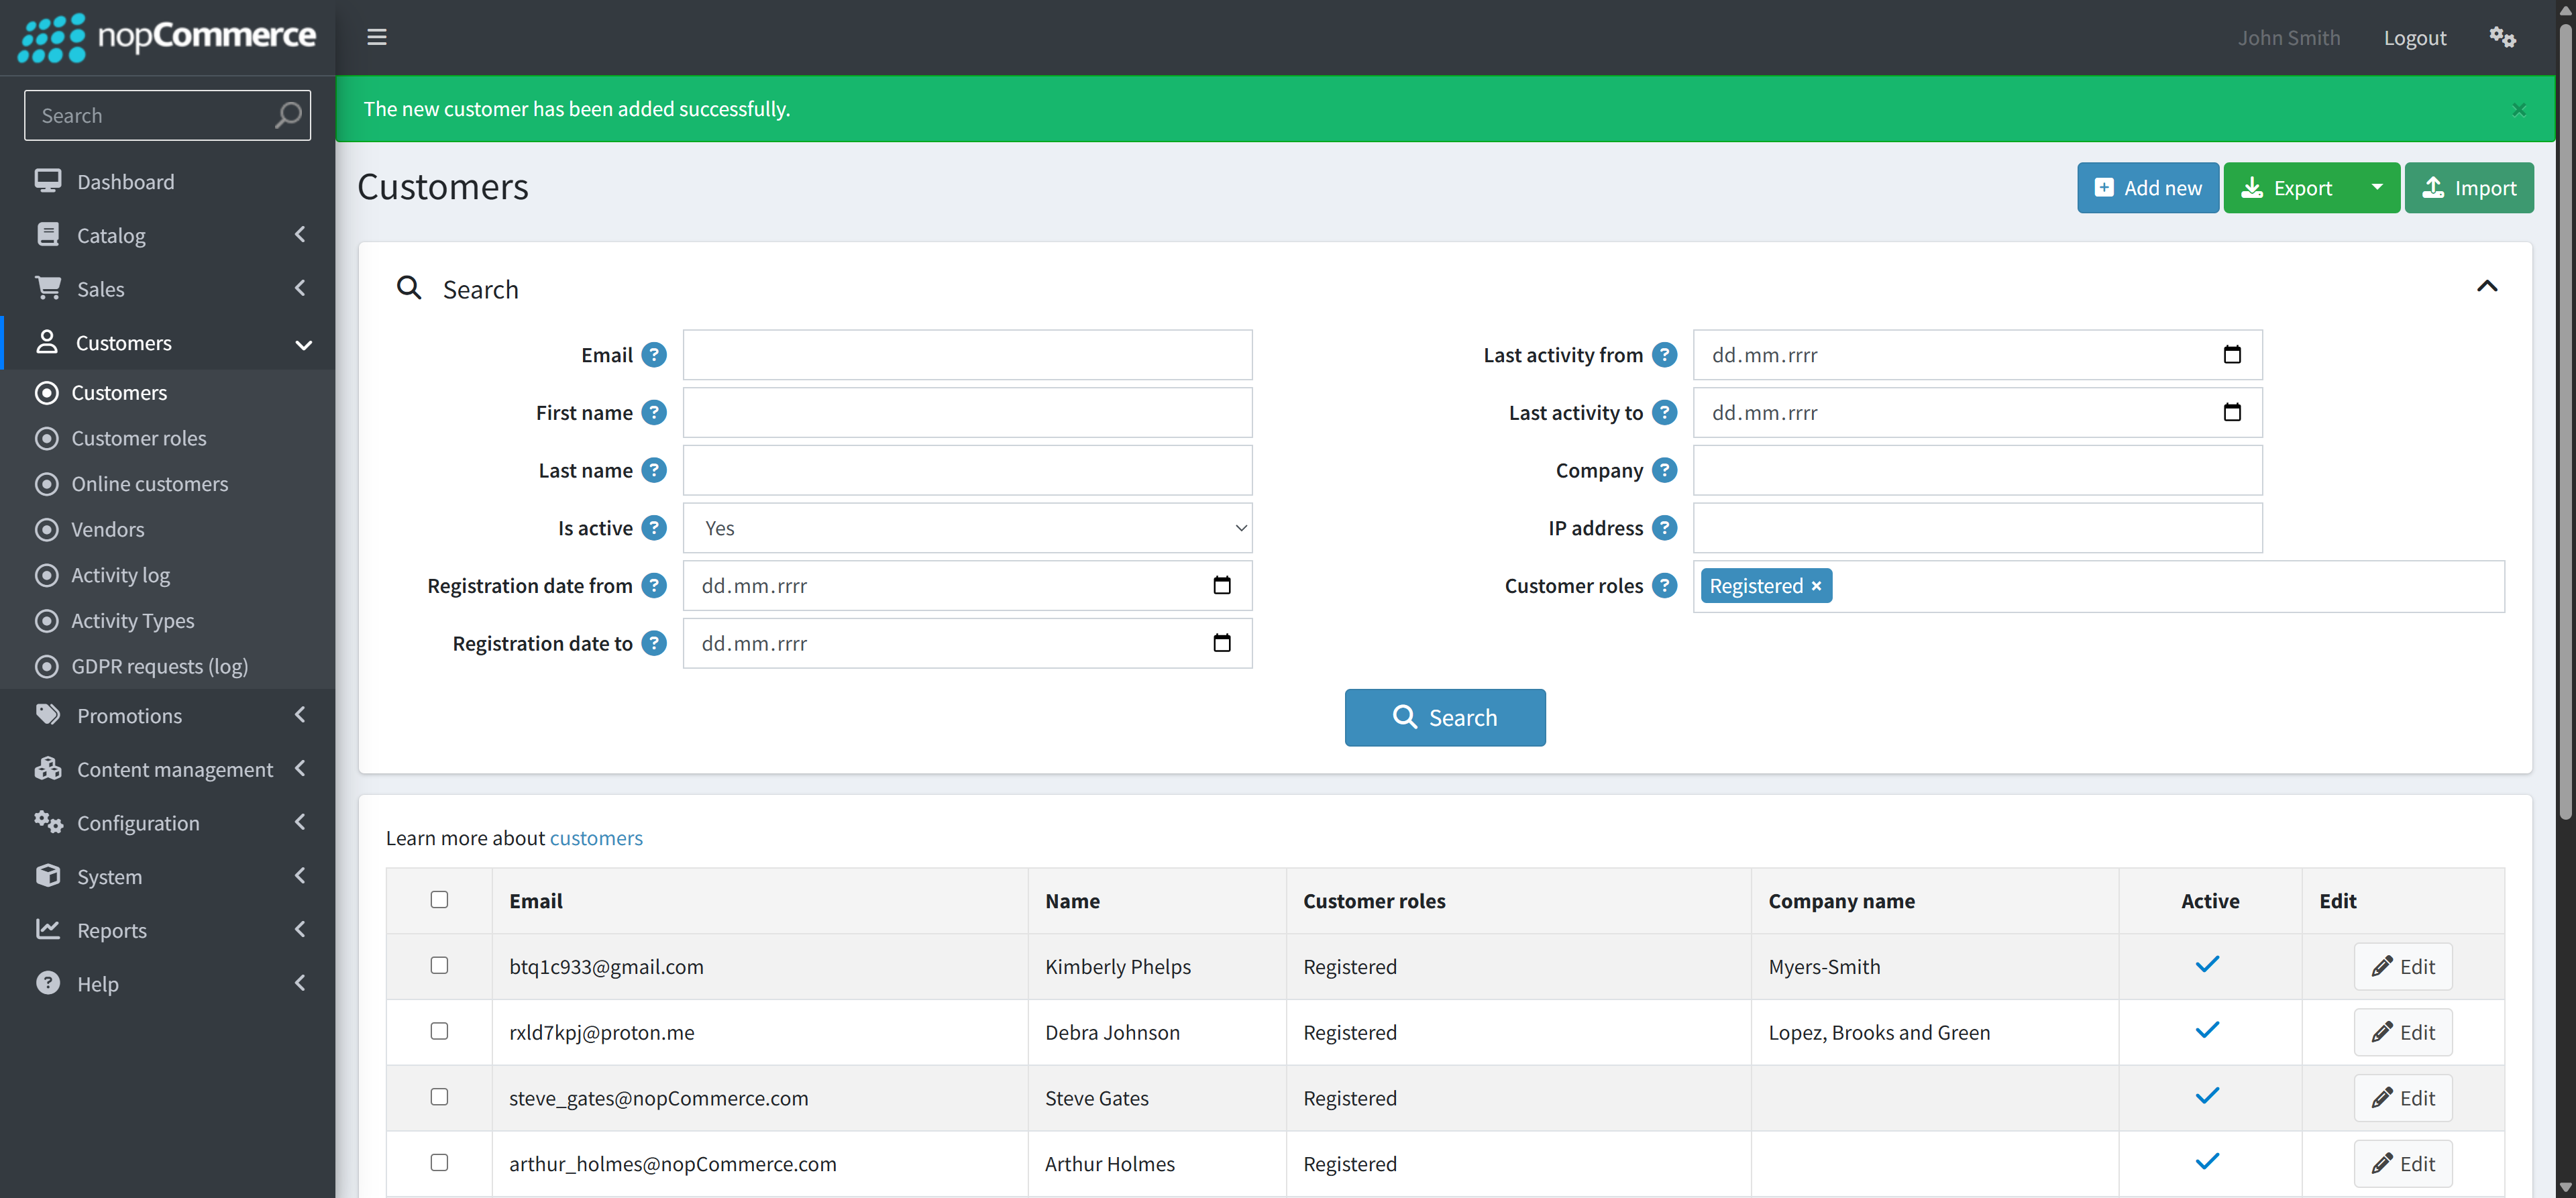 nopCommerce
John Smith
Logout
Search
The new customer has been added successfully.
Dashboard
Catalog
Sales
Customers
Customers
Customer roles
Online customers
Vendors
Activity log
Activity Types
GDPR requests (log)
Promotions
Content management
Configuration
System
Reports
Help
Customers
Add new
Export
Import
Search
Email ?
Last activity from ? dd.mm.rrrr
First name ?
Last activity to ? dd.mm.rrrr
Last name ?
Company ?
Is active ? Yes
IP address ?
Registration date from ? dd.mm.rrrr
Customer roles ? Registered ×
Registration date to ? dd.mm.rrrr
Search
Learn more about customers
Email Name Customer roles Company name Active Edit
btq1c933@gmail.com Kimberly Phelps Registered Myers-Smith Edit
rxld7kpj@proton.me Debra Johnson Registered Lopez, Brooks and Green Edit
steve_gates@nopCommerce.com Steve Gates Registered Edit
arthur_holmes@nopCommerce.com Arthur Holmes Registered Edit